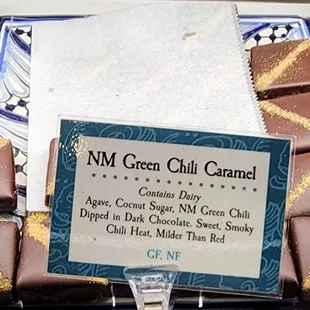 NM Green Chili Caramel
Contains Dairy
Agave, Cocnut Sugar, NM Green Chili
Dipped in Dark Chocolate. Sweet, Smoky
Chili Heat, Milder Than Red
GF, NF